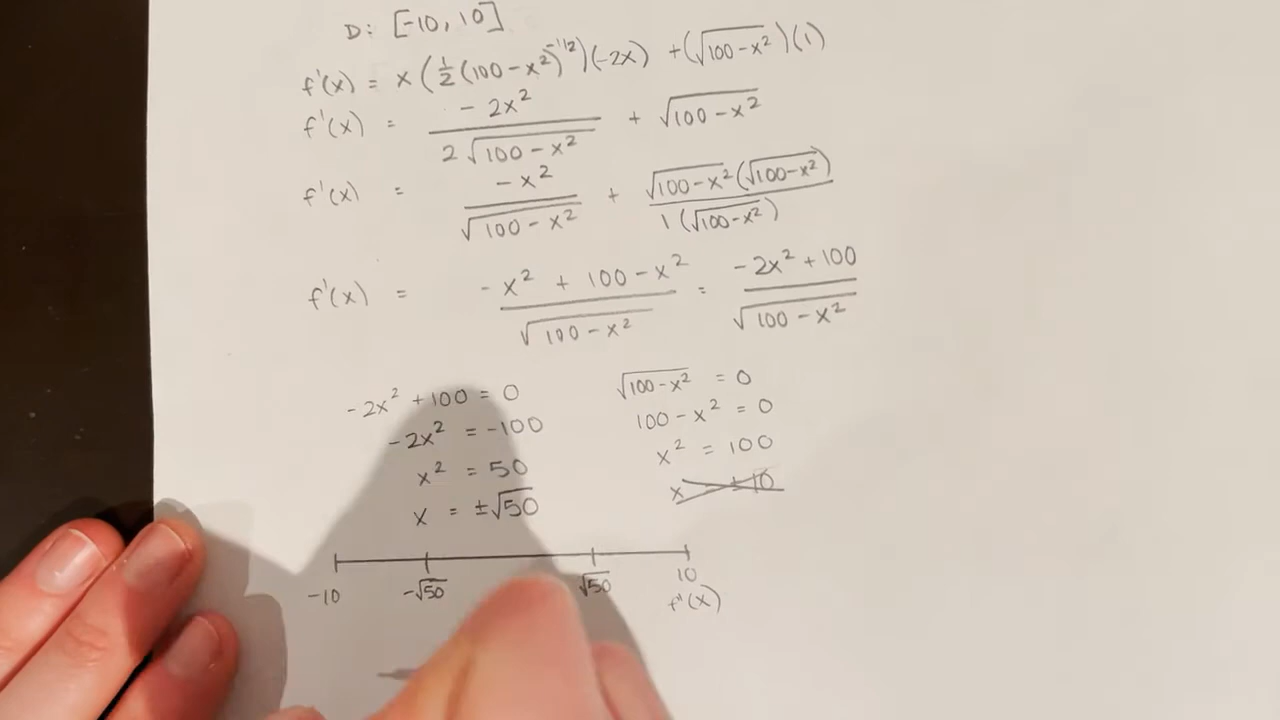 D: [-10, 10]
f'(x) = x(½(100-x²)^-1/2)(-2x) + (√(100-x²))(1)
f'(x) = -2x² / 2√(100-x²) + √(100-x²)
f'(x) = -x² / √(100-x²) + √(100-x²)(√(100-x²)) / 1(√(100-x²))
f'(x) = -x² + 100-x² / √(100-x²) = -2x² + 100 / √(100-x²)
-2x² + 100 = 0
-2x² = -100
x² = 50
x = ±√50
√(100-x²) = 0
100-x² = 0
x² = 100
x = ±10
-10 -√50 √50 10
f'(x)